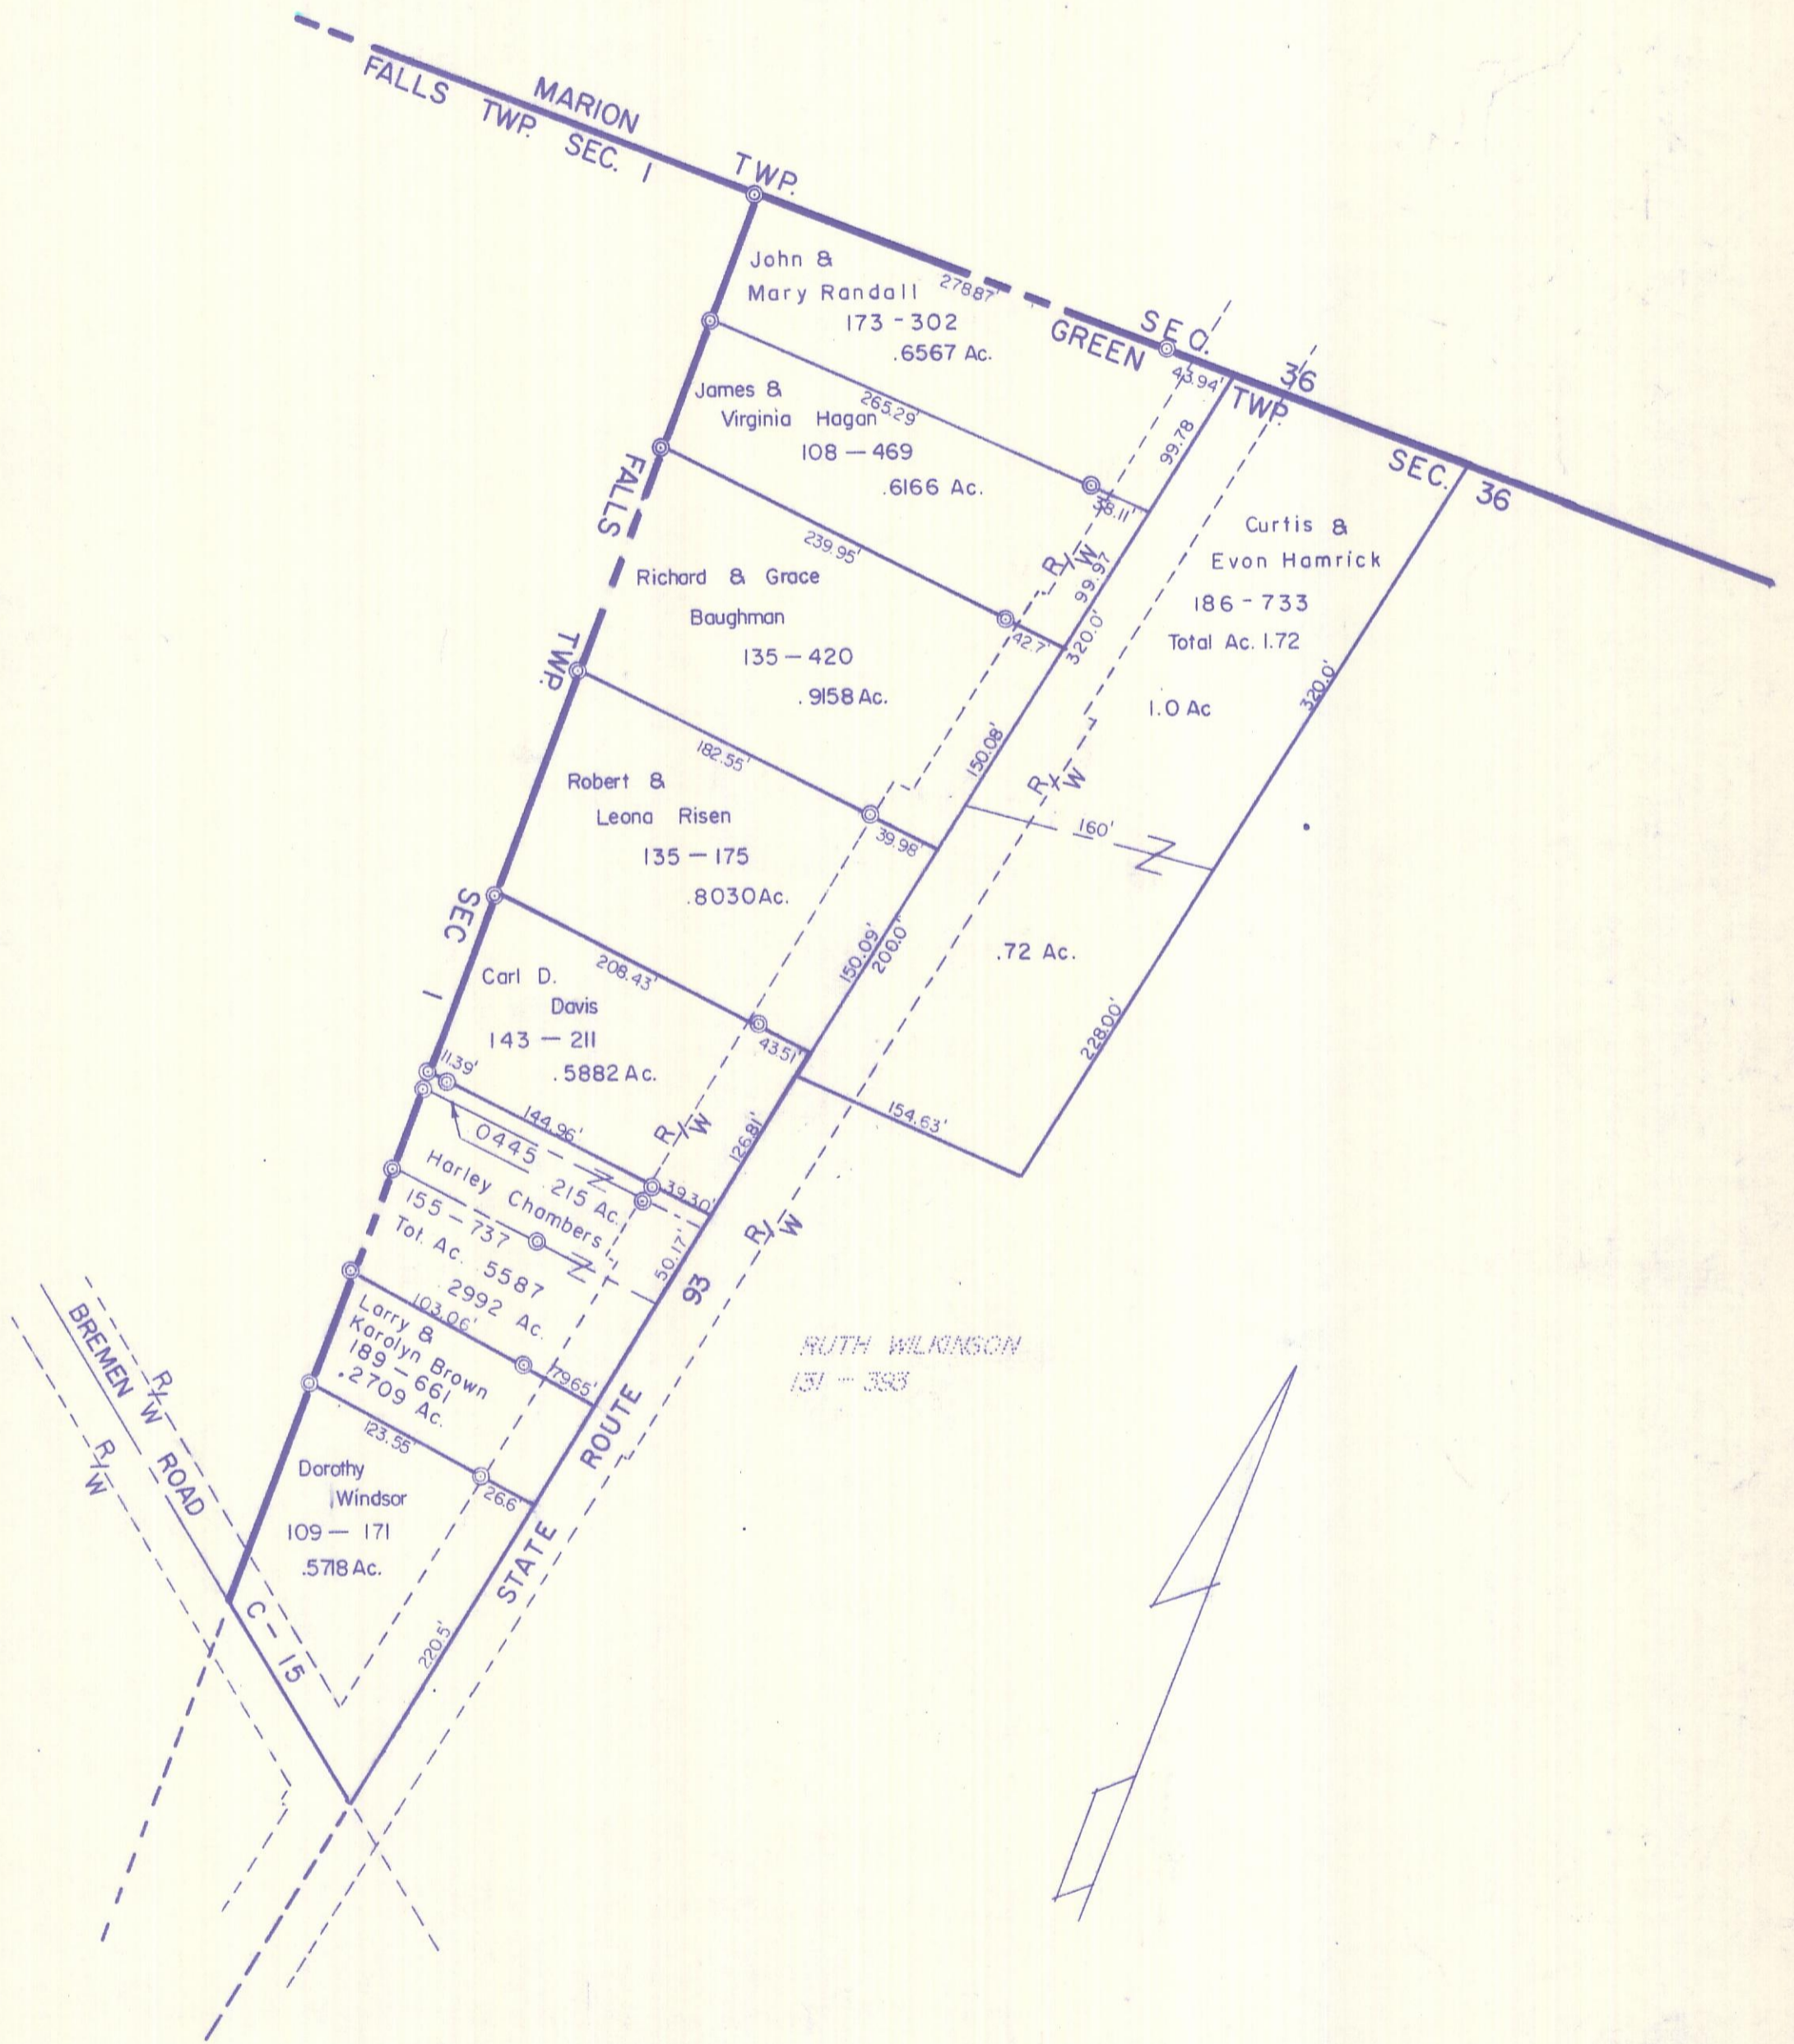 MARION
FALLS TWP. SEC. 1
TWP.
SEC.
36
GREEN
TWP.
SEC. 36
278.87'
43.94'
John &
Mary Randall
173 - 302
.6567 Ac.
99.78
265.29'
38.11'
James &
Virginia Hagan
108 — 469
.6166 Ac.
R/W
99.97
239.95'
42.7'
320.0'
Curtis &
Evon Hamrick
186 - 733
Total Ac. 1.72
1.0 Ac
320.0'
FALLS
TWP.
SEC
1
Richard & Grace
Baughman
135 — 420
.9158 Ac.
150.08'
R/W
160'
182.55'
39.98'
Robert &
Leona Risen
135 — 175
.8030 Ac.
150.09'
200.0'
.72 Ac.
228.00'
154.63'
208.43'
43.51'
Carl D.
Davis
143 — 211
.5882 Ac.
11.39'
144.96'
39.30'
126.81'
R/W
.0445
.215 Ac.
Harley Chambers
155 — 737
Tot. Ac. .5587
.2992 Ac.
50.17'
R/W
93
103.06'
Larry &
Karolyn Brown
189 — 661
.2709 Ac.
123.55'
26.6'
ROUTE
STATE
RUTH WILKINSON
131 - 393
Dorothy
Windsor
109 — 171
.5718 Ac.
220.5'
BREMEN ROAD
R/W
R/W
C - 15